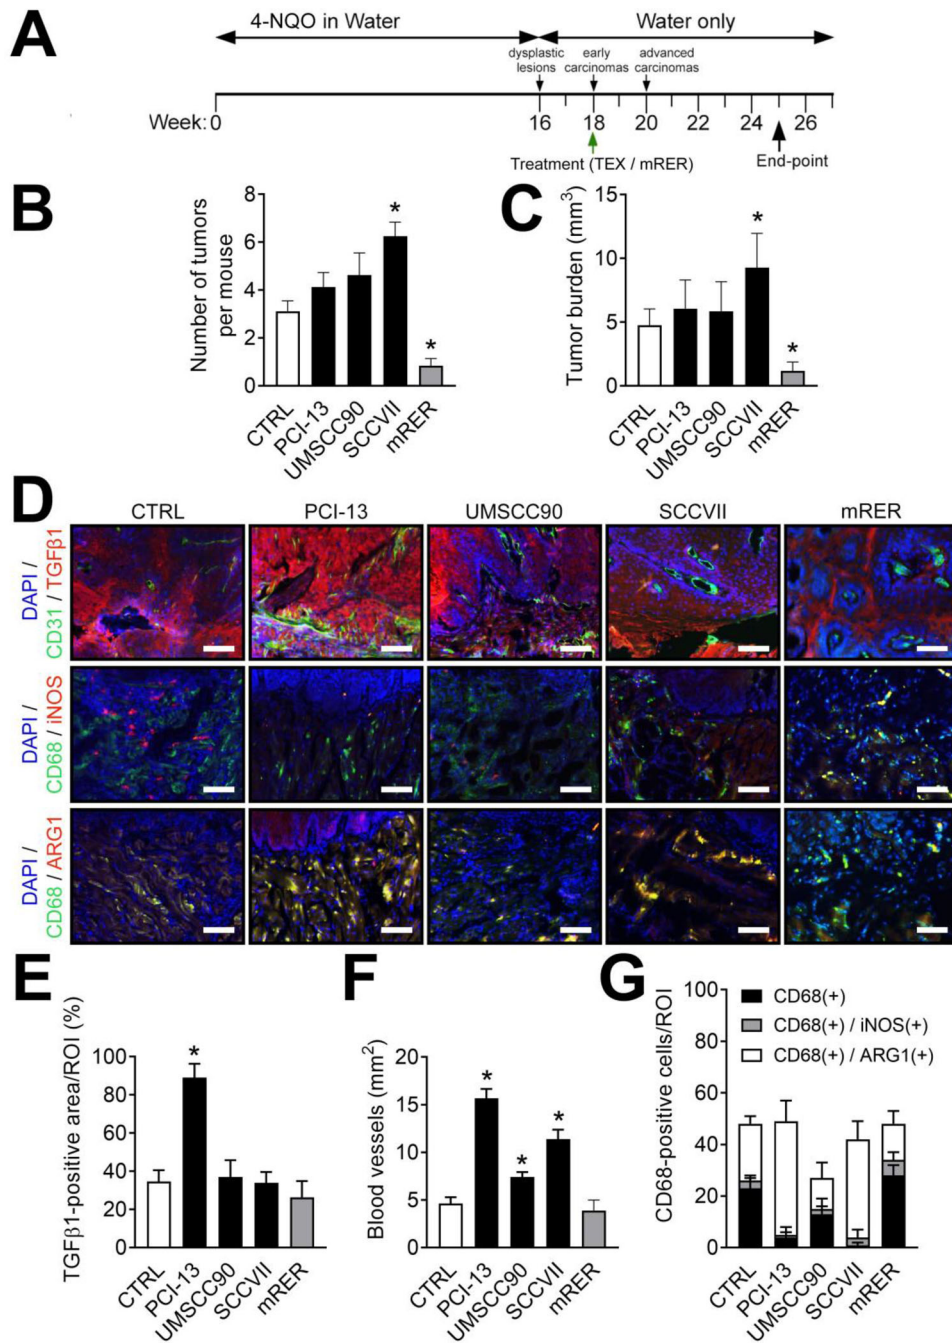 A
4-NQO in Water
Water only
dysplastic
lesions
early
carcinomas
advanced
carcinomas
Week: 0
16
18
20
22
24
26
Treatment (TEX / mRER)
End-point
B
Number of tumors
per mouse
8
6
4
2
0
*
*
CTRL
PCI-13
UMSCC90
SCCVII
mRER
C
Tumor burden (mm³)
15
10
5
0
*
*
CTRL
PCI-13
UMSCC90
SCCVII
mRER
D
CTRL
PCI-13
UMSCC90
SCCVII
mRER
DAPI /
CD31 / TGFβ1
DAPI /
CD68 / iNOS
DAPI /
CD68 / ARG1
E
TGFβ1-positive area/ROI (%)
100
80
60
40
20
0
*
CTRL
PCI-13
UMSCC90
SCCVII
mRER
F
Blood vessels (mm²)
20
15
10
5
0
*
*
*
CTRL
PCI-13
UMSCC90
SCCVII
mRER
G
CD68-positive cells/ROI
100
80
60
40
20
0
CD68(+)
CD68(+) / iNOS(+)
CD68(+) / ARG1(+)
CTRL
PCI-13
UMSCC90
SCCVII
mRER